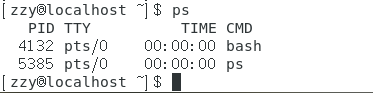 [zzy@localhost ~]$ ps
PID TTY TIME CMD
4132 pts/0 00:00:00 bash
5385 pts/0 00:00:00 ps
[zzy@localhost ~]$